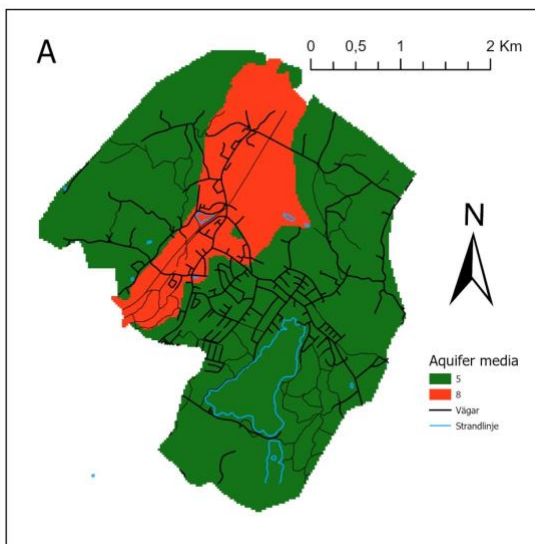 A
0 0,5 1 2 Km
N
Aquifer media
5
8
Vägar
Strandlinje